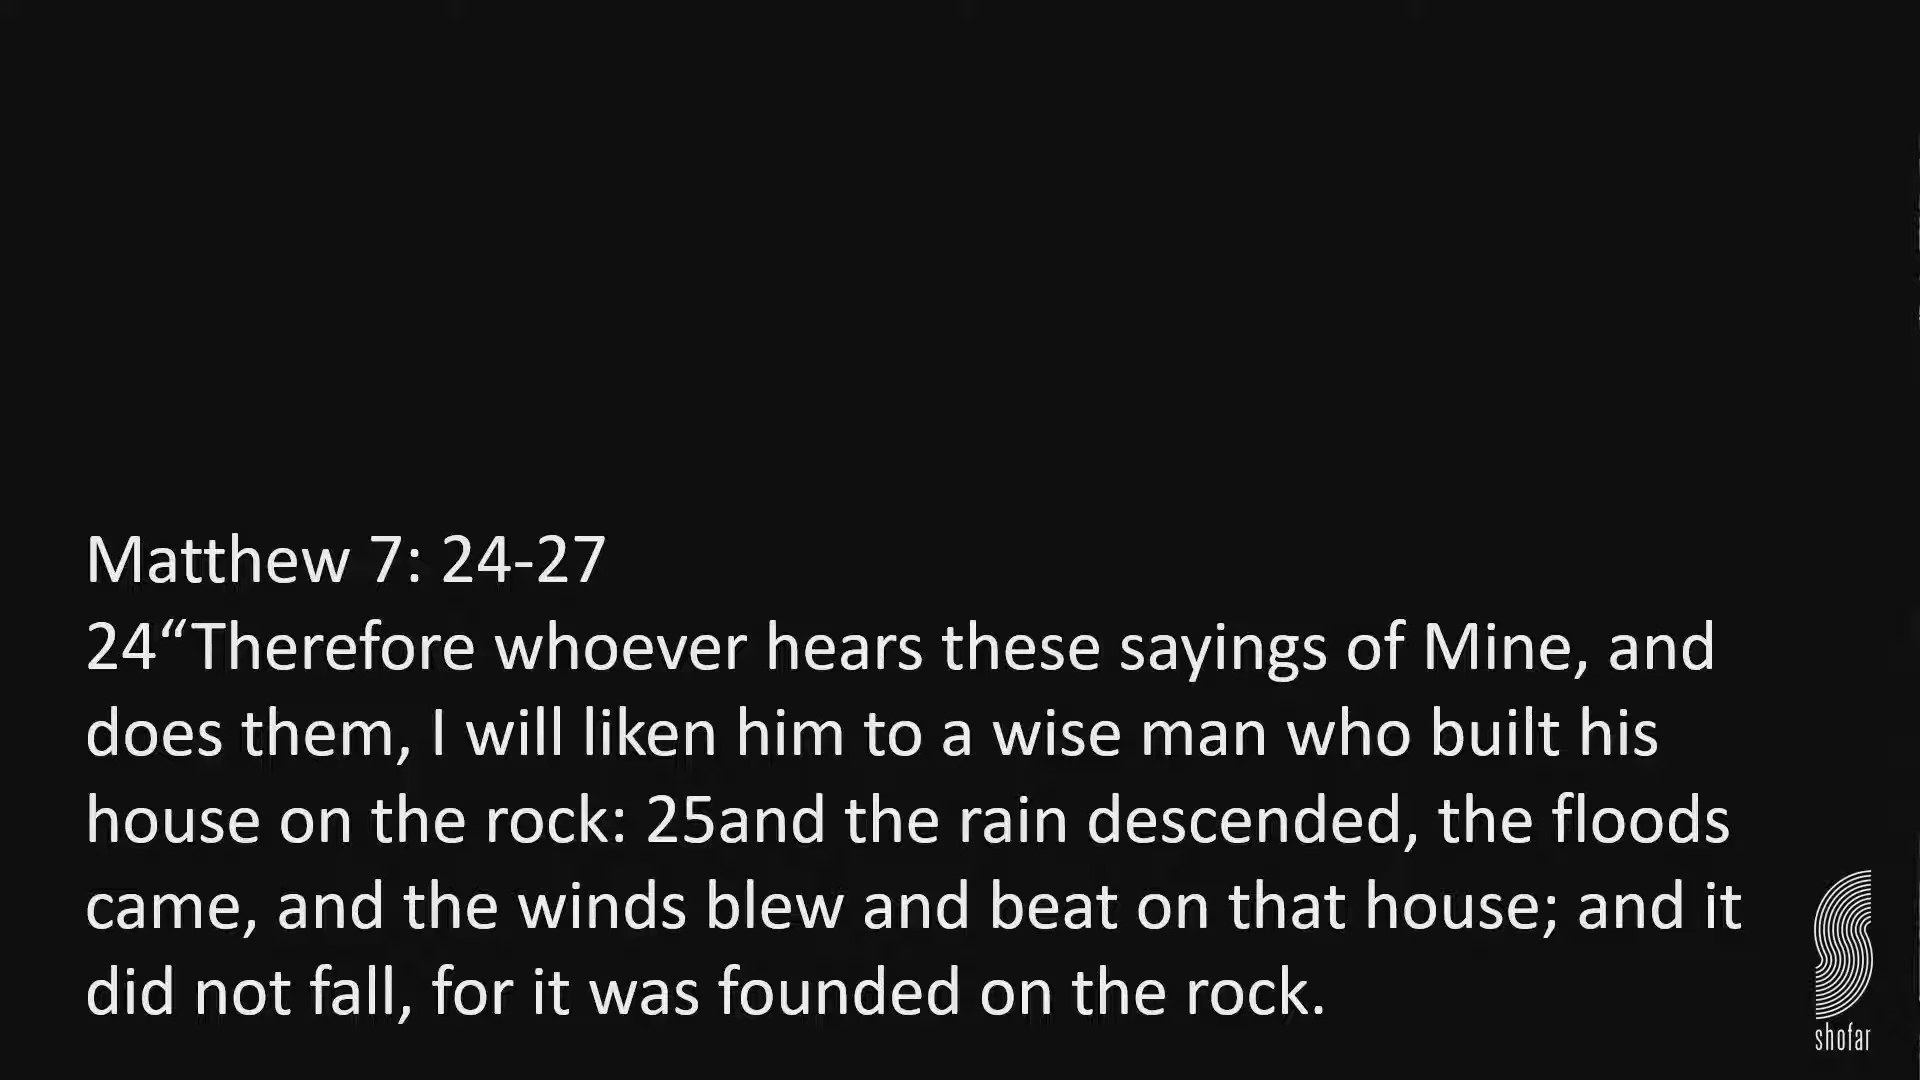 Matthew 7: 24-27
24“Therefore whoever hears these sayings of Mine, and
does them, I will liken him to a wise man who built his
house on the rock: 25and the rain descended, the floods
came, and the winds blew and beat on that house; and it
did not fall, for it was founded on the rock.
shofar